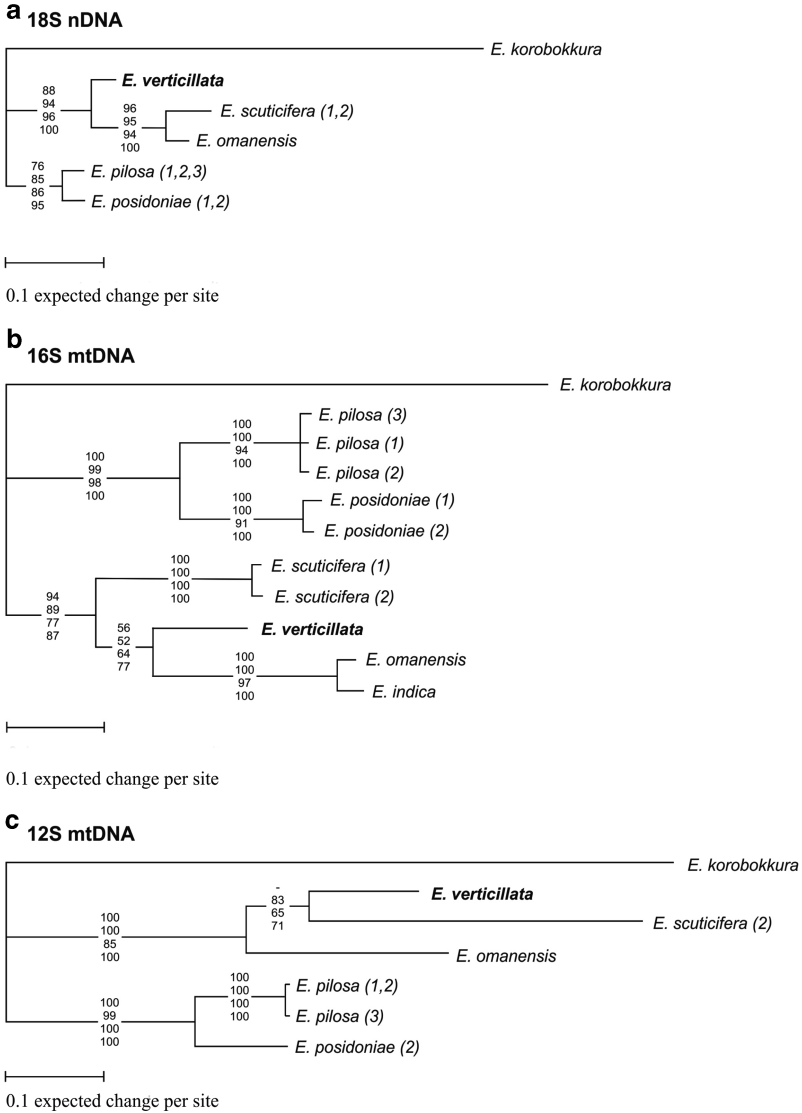 a 18S nDNA
E. korobokkura
E. verticillata
88
94
96
100
96
95
94
100
E. scuticifera (1,2)
E. omanensis
76
85
86
95
E. pilosa (1,2,3)
E. posidoniae (1,2)
0.1 expected change per site
b 16S mtDNA
E. korobokkura
E. pilosa (3)
100
100
94
100
E. pilosa (1)
E. pilosa (2)
100
99
98
100
E. posidoniae (1)
100
100
91
100
E. posidoniae (2)
E. scuticifera (1)
100
100
100
100
E. scuticifera (2)
94
89
77
87
E. verticillata
56
52
64
77
E. omanensis
100
100
97
100
E. indica
0.1 expected change per site
c 12S mtDNA
E. korobokkura
-
83
65
71
E. verticillata
E. scuticifera (2)
100
100
85
100
E. omanensis
100
100
100
100
E. pilosa (1,2)
E. pilosa (3)
100
99
100
100
E. posidoniae (2)
0.1 expected change per site